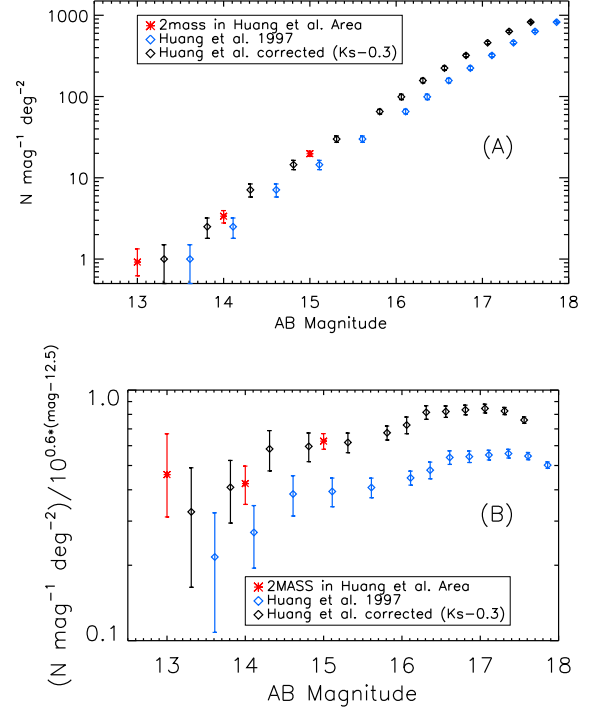 1000
100
10
1
N mag⁻¹ deg⁻²
2mass in Huang et al. Area
Huang et al. 1997
Huang et al. corrected (Ks-0.3)
(A)
13 14 15 16 17 18
AB Magnitude
1.0
0.1
(N mag⁻¹ deg⁻²)/10^0.6*(mag-12.5)
(B)
2MASS in Huang et al. Area
Huang et al. 1997
Huang et al. corrected (Ks-0.3)
13 14 15 16 17 18
AB Magnitude